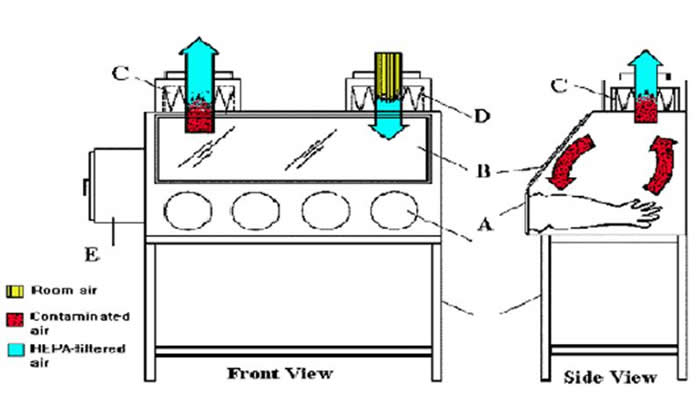 C
D
C
B
A
E
Room air
Contaminated
air
HEPA-filtered
air
Front View
Side View